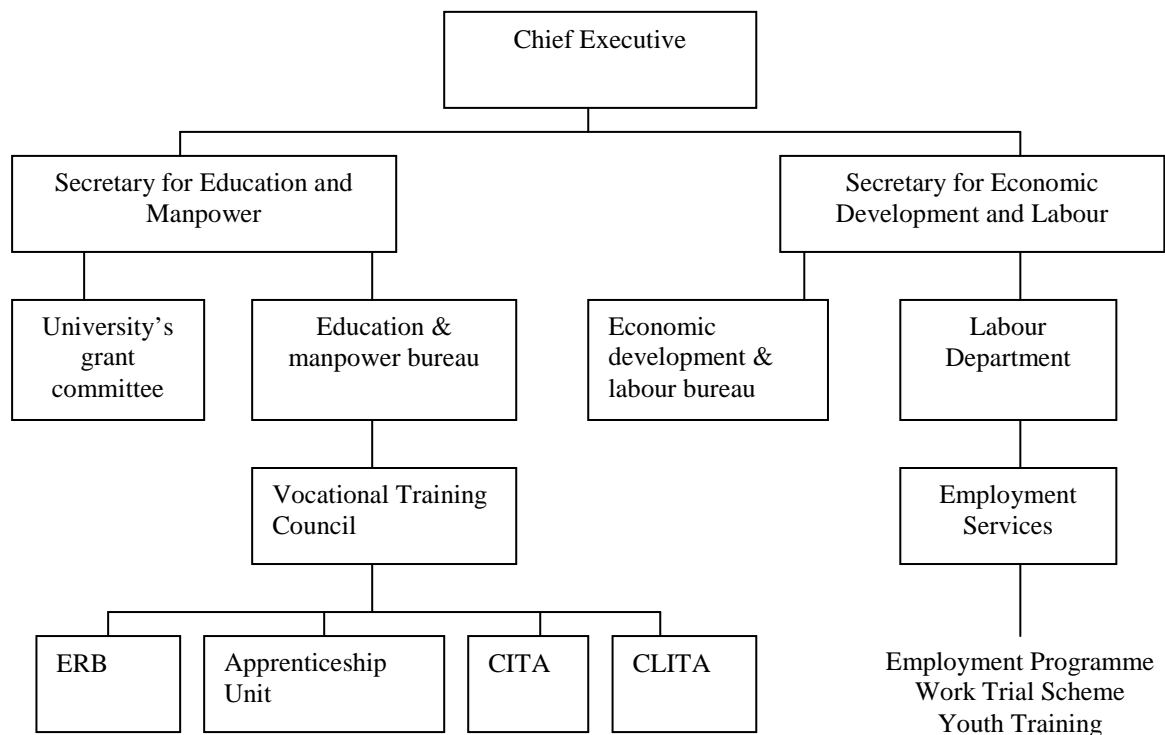 Chief Executive
Secretary for Education and
Manpower
Secretary for Economic
Development and Labour
University’s
grant
committee
Education &
manpower bureau
Economic
development &
labour bureau
Labour
Department
Vocational Training
Council
Employment
Services
ERB
Apprenticeship
Unit
CITA
CLITA
Employment Programme
Work Trial Scheme
Youth Training